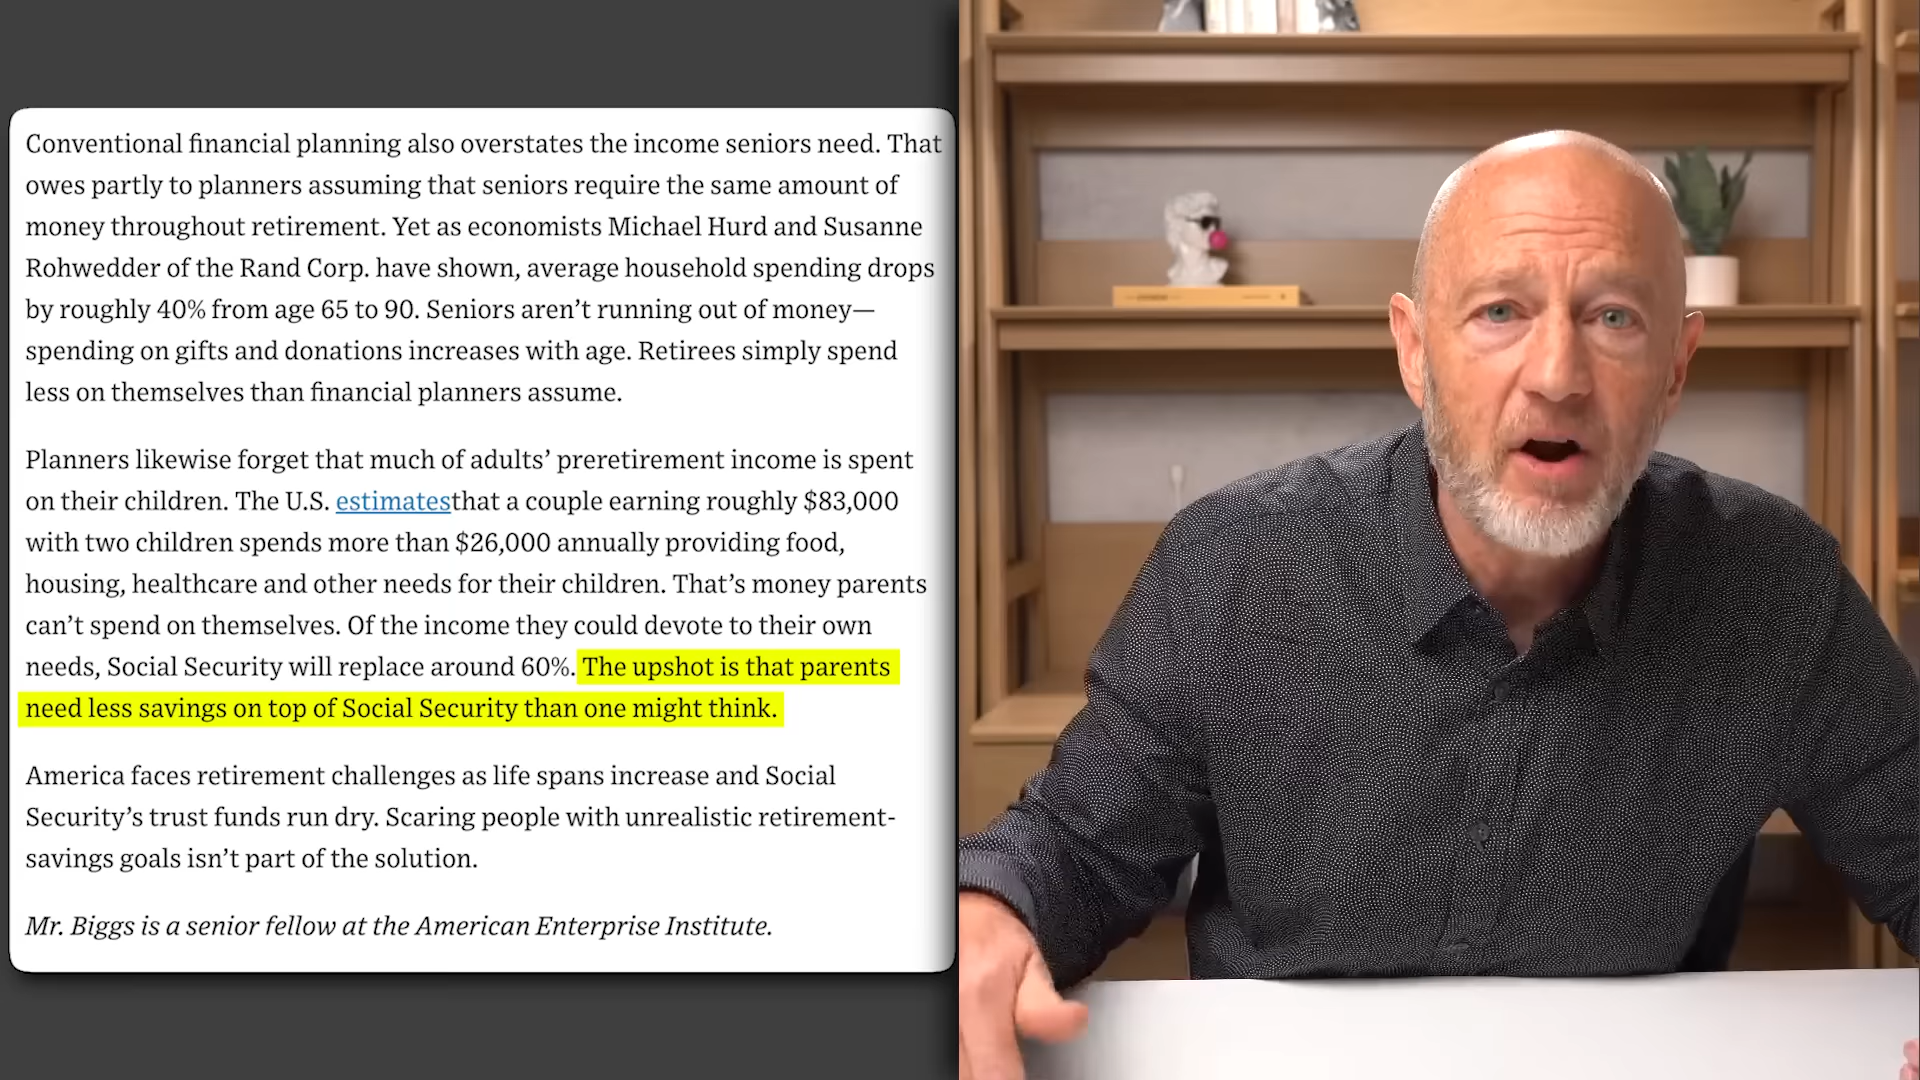 Conventional financial planning also overstates the income seniors need. That
owes partly to planners assuming that seniors require the same amount of
money throughout retirement. Yet as economists Michael Hurd and Susanne
Rohwedder of the Rand Corp. have shown, average household spending drops
by roughly 40% from age 65 to 90. Seniors aren’t running out of money—
spending on gifts and donations increases with age. Retirees simply spend
less on themselves than financial planners assume.
Planners likewise forget that much of adults’ preretirement income is spent
on their children. The U.S. estimatesthat a couple earning roughly $83,000
with two children spends more than $26,000 annually providing food,
housing, healthcare and other needs for their children. That’s money parents
can’t spend on themselves. Of the income they could devote to their own
needs, Social Security will replace around 60%. The upshot is that parents
need less savings on top of Social Security than one might think.
America faces retirement challenges as life spans increase and Social
Security’s trust funds run dry. Scaring people with unrealistic retirement-
savings goals isn’t part of the solution.
Mr. Biggs is a senior fellow at the American Enterprise Institute.